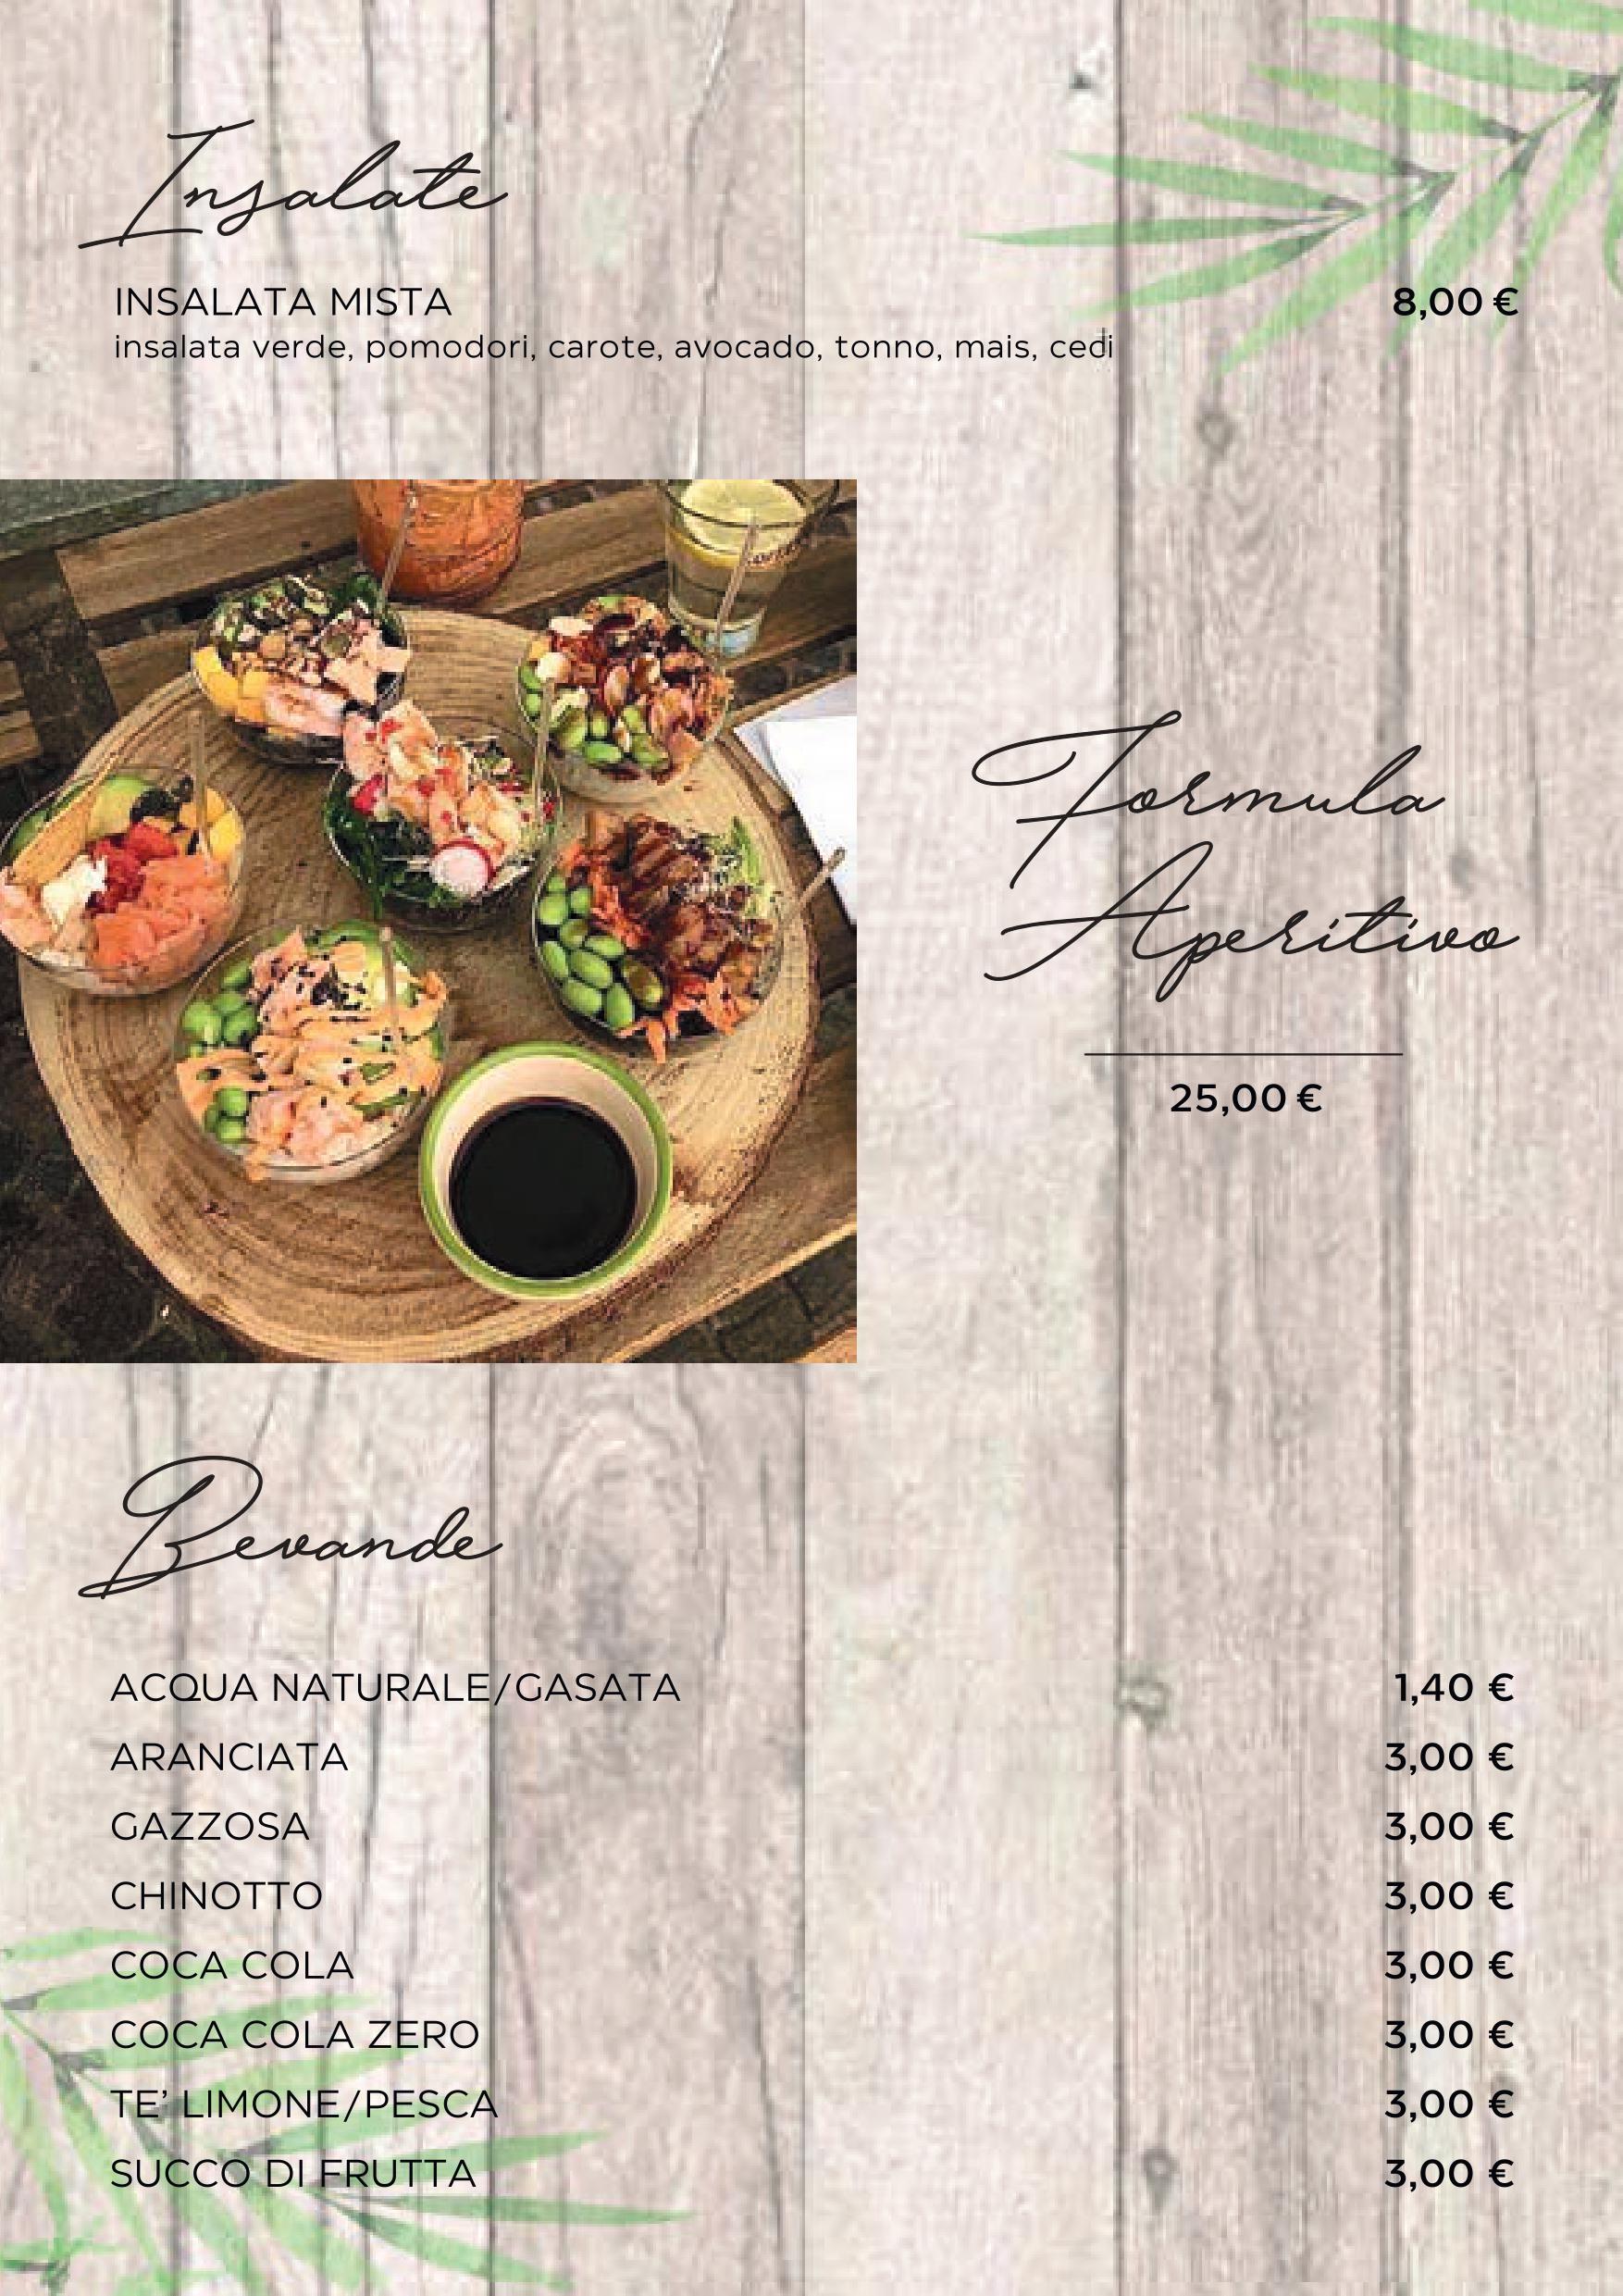 Insalate
INSALATA MISTA 8,00 €
insalata verde, pomodori, carote, avocado, tonno, mais, cedi
Formula
Aperitivo
25,00 €
Bevande
ACQUA NATURALE/GASATA 1,40 €
ARANCIATA 3,00 €
GAZZOSA 3,00 €
CHINOTTO 3,00 €
COCA COLA 3,00 €
COCA COLA ZERO 3,00 €
TE’ LIMONE/PESCA 3,00 €
SUCCO DI FRUTTA 3,00 €